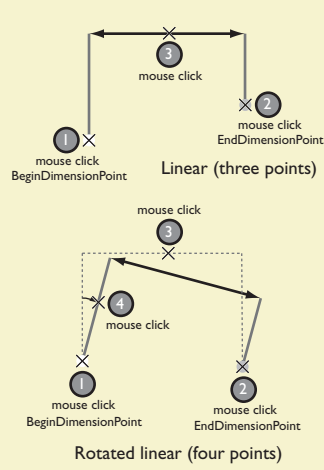 3
mouse click
2
mouse click
EndDimensionPoint
1
mouse click
BeginDimensionPoint
Linear (three points)
mouse click
3
4
mouse click
1
mouse click
BeginDimensionPoint
2
mouse click
EndDimensionPoint
Rotated linear (four points)